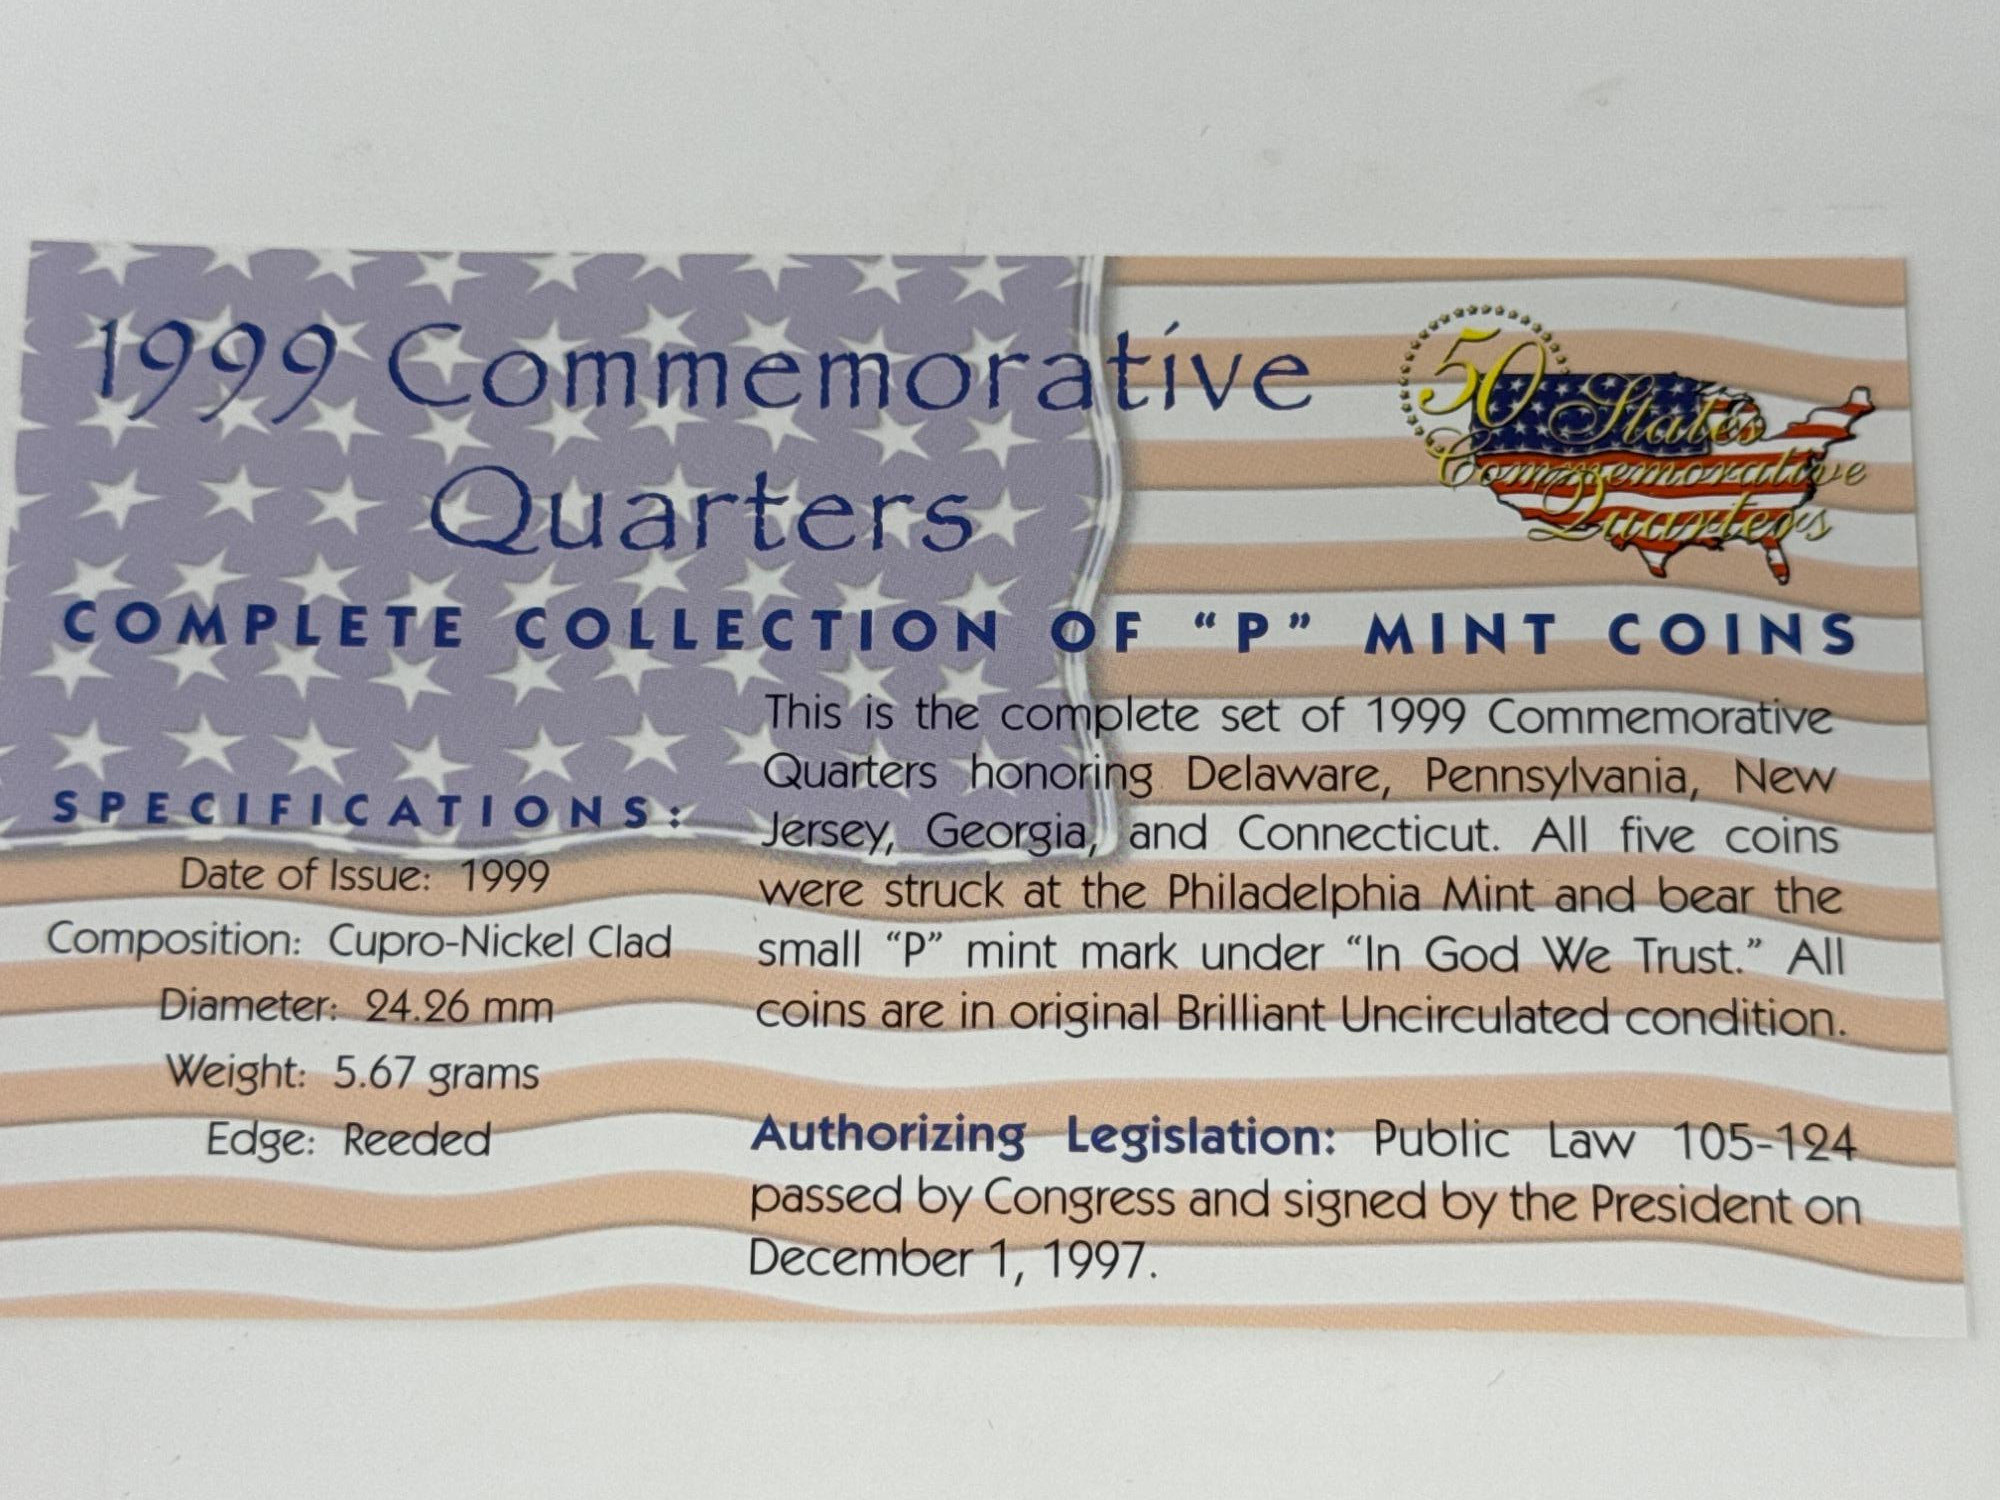 1999 Commemorative
Quarters
50 States
Commemorative
Quarters
COMPLETE COLLECTION OF “P” MINT COINS
SPECIFICATIONS:
Date of Issue: 1999
Composition: Cupro-Nickel Clad
Diameter: 24.26 mm
Weight: 5.67 grams
Edge: Reeded
This is the complete set of 1999 Commemorative
Quarters honoring Delaware, Pennsylvania, New
Jersey, Georgia, and Connecticut. All five coins
were struck at the Philadelphia Mint and bear the
small “P” mint mark under “In God We Trust.” All
coins are in original Brilliant Uncirculated condition.
Authorizing Legislation: Public Law 105-124
passed by Congress and signed by the President on
December 1, 1997.